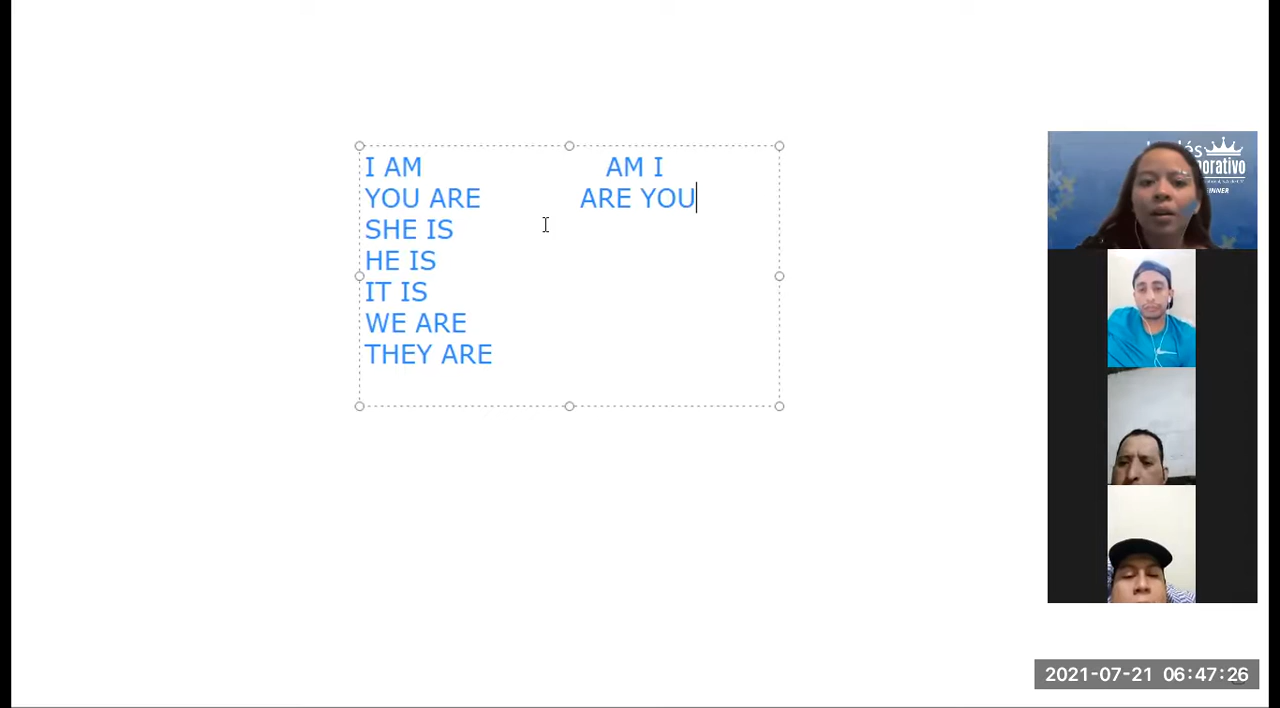 I AM AM I
YOU ARE ARE YOU
SHE IS
HE IS
IT IS
WE ARE
THEY ARE
2021-07-21 06:47:26